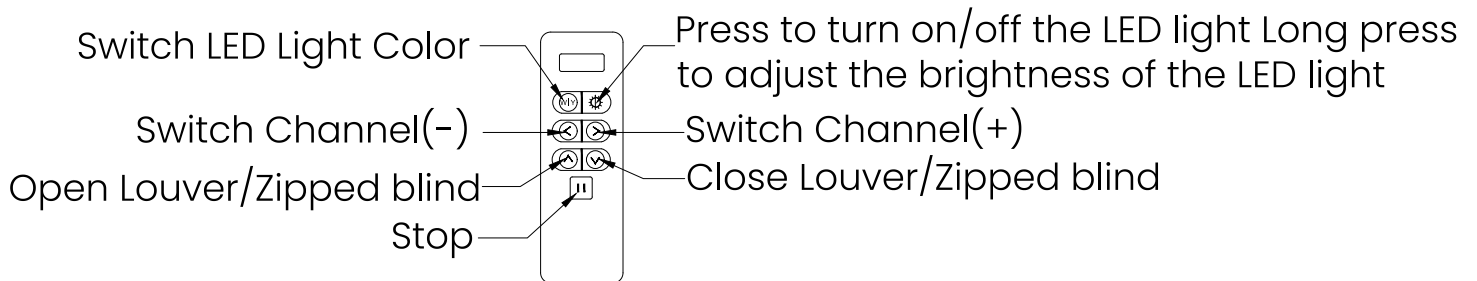 Switch LED Light Color
Press to turn on/off the LED light Long press
to adjust the brightness of the LED light
W|Y
Switch Channel(-)
Switch Channel(+)
Open Louver/Zipped blind
Close Louver/Zipped blind
Stop